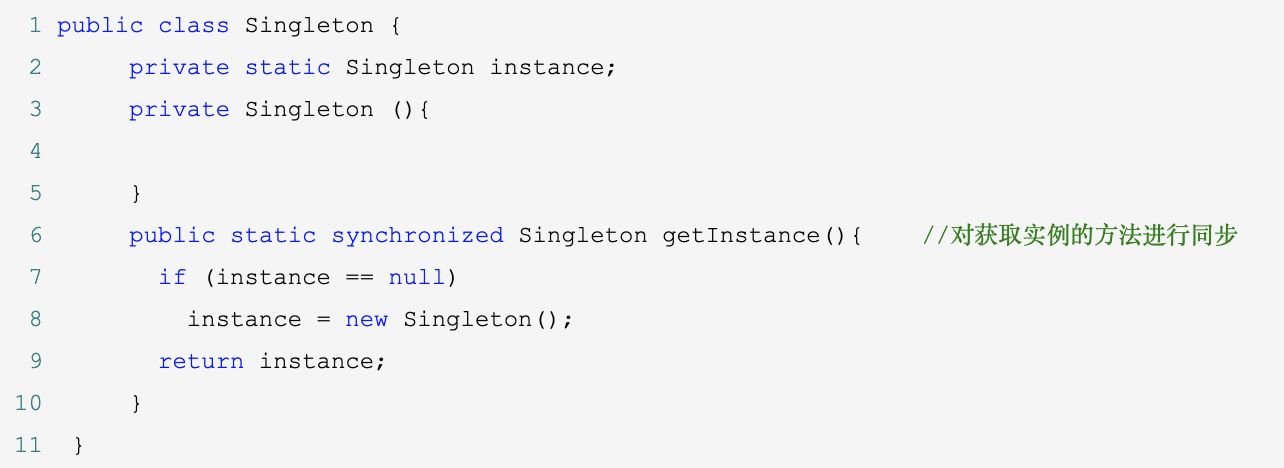 1 public class Singleton {
2      private static Singleton instance;
3      private Singleton (){
4
5      }
6      public static synchronized Singleton getInstance(){    //对获取实例的方法进行同步
7        if (instance == null)
8          instance = new Singleton();
9        return instance;
10      }
11  }